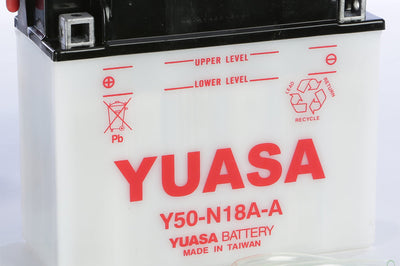 UPPER LEVEL
LOWER LEVEL
LEAD
RETURN
RECYCLE
Pb
YUASA
Y50-N18A-A
YUASA BATTERY
MADE IN TAIWAN